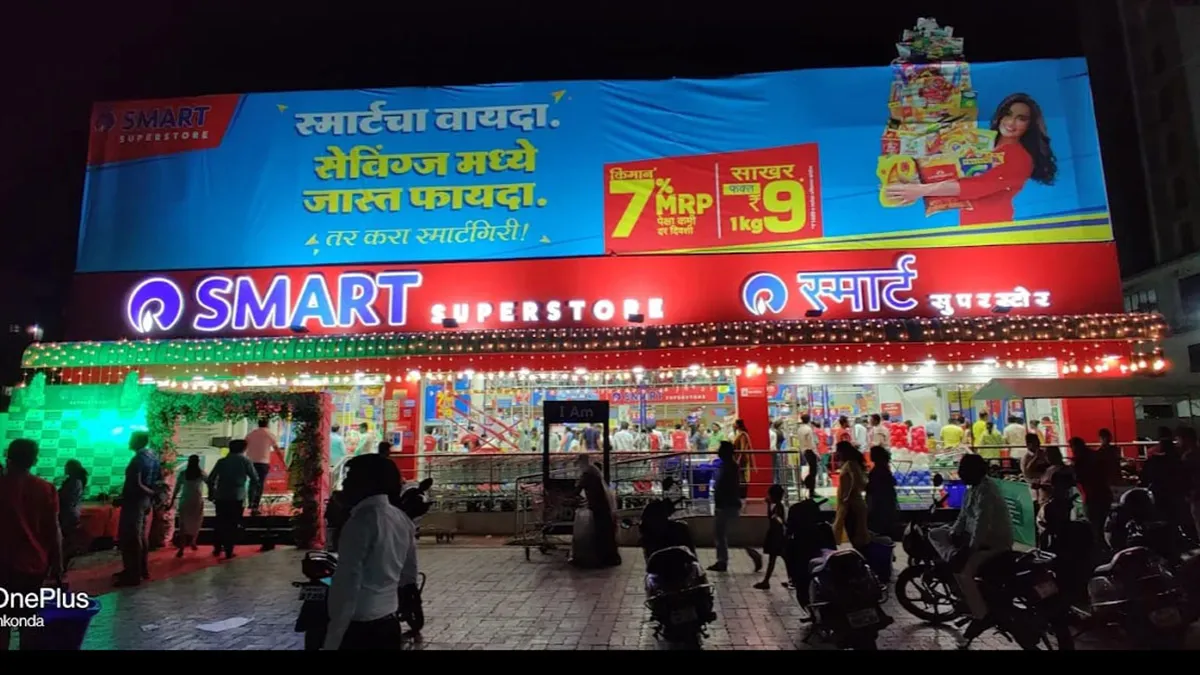 SMART
SUPERSTORE
स्मार्टचा वायदा.
सेविंग्ज मध्ये
जास्त फायदा.
तर करा स्मार्टगिरी!
किमान
7%
MRP
पेक्षा कमी
दर दिवशी
साखर
फक्त
₹9
1kg
SMART SUPERSTORE
स्मार्ट सुपरस्टोर
I Am
OnePlus
nkonda